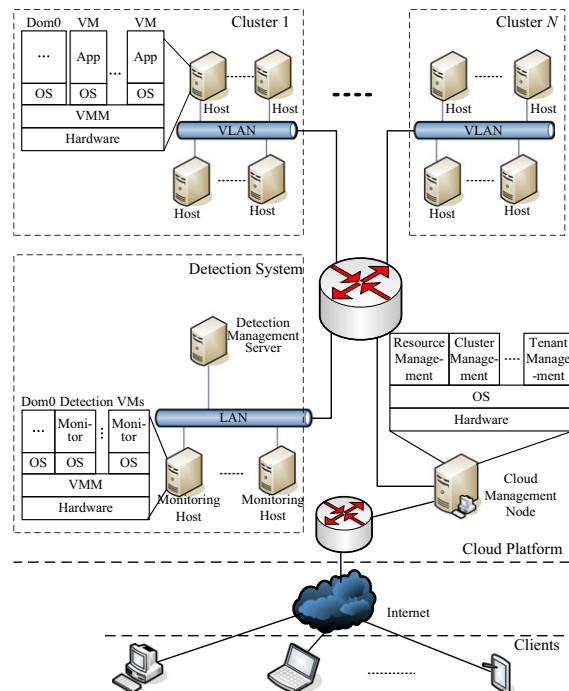 Cluster 1
Dom0 VM VM
... App ... App
OS OS OS
VMM
Hardware
Host Host
VLAN
Host Host
Cluster N
Host Host
VLAN
Host Host
Detection System
Detection
Management
Server
LAN
Dom0 Detection VMs
... Moni- Moni-
tor tor
OS OS OS
VMM
Hardware
Monitoring
Host
Monitoring
Host
Resource
Manage-
ment
Cluster
Manage-
ment
Tenant
Manage
-ment
OS
Hardware
Cloud
Management
Node
Cloud Platform
Internet
Clients